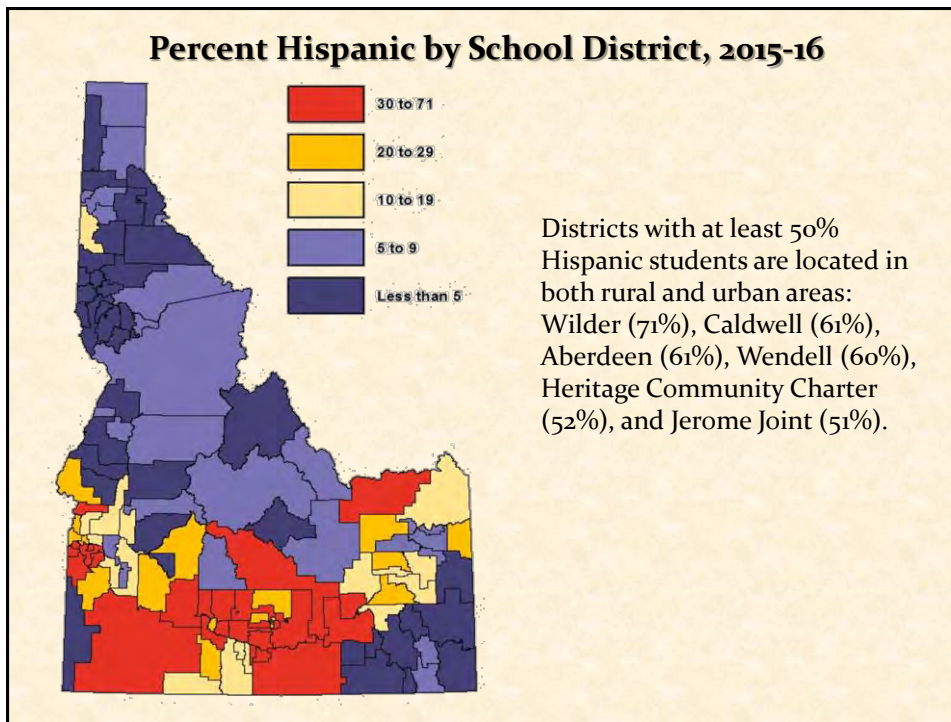 Percent Hispanic by School District, 2015-16
30 to 71
20 to 29
10 to 19
5 to 9
Less than 5
Districts with at least 50%
Hispanic students are located in
both rural and urban areas:
Wilder (71%), Caldwell (61%),
Aberdeen (61%), Wendell (60%),
Heritage Community Charter
(52%), and Jerome Joint (51%).